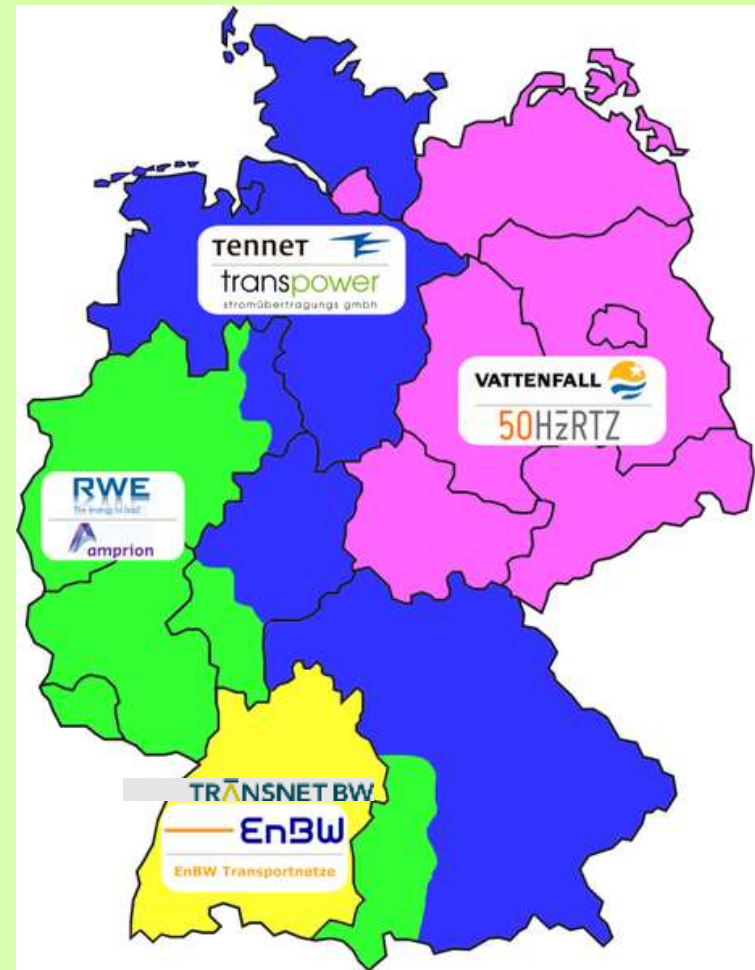 TENNET
transpower
stromübertragungs gmbh
VATTENFALL
50HzRTZ
RWE
The energy to lead
amprion
TRANSNET BW
EnBW
EnBW Transportnetze